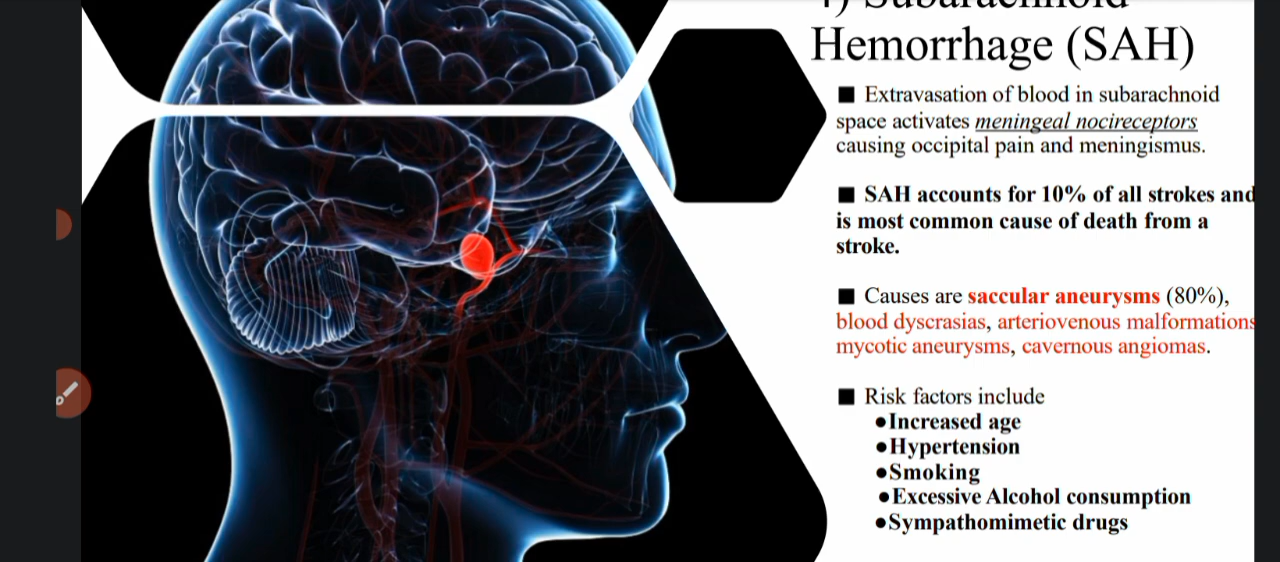 4) Subarachnoid
Hemorrhage (SAH)
■ Extravasation of blood in subarachnoid
space activates meningeal nocireceptors
causing occipital pain and meningismus.
■ SAH accounts for 10% of all strokes and
is most common cause of death from a
stroke.
■ Causes are saccular aneurysms (80%),
blood dyscrasias, arteriovenous malformations
mycotic aneurysms, cavernous angiomas.
■ Risk factors include
●Increased age
●Hypertension
●Smoking
●Excessive Alcohol consumption
●Sympathomimetic drugs